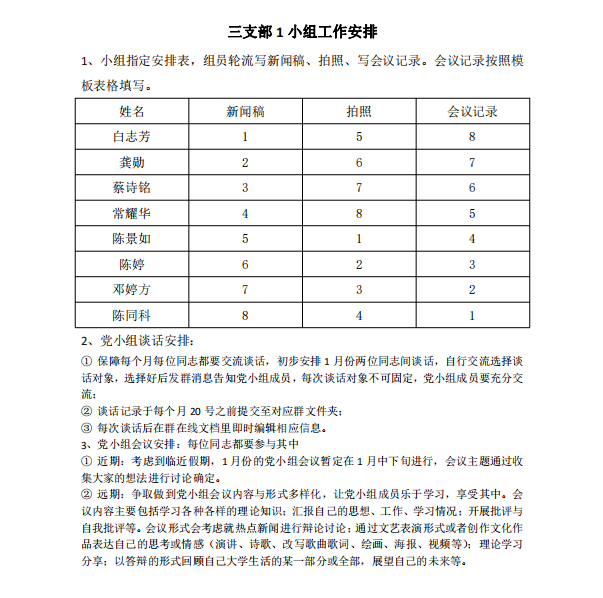 三支部 1 小组工作安排
1、小组指定安排表，组员轮流写新闻稿、拍照、写会议记录。会议记录按照模
板表格填写。
姓名 新闻稿 拍照 会议记录
白志芳 1 5 8
龚勋 2 6 7
蔡诗铭 3 7 6
常耀华 4 8 5
陈景如 5 1 4
陈婷 6 2 3
邓婷方 7 3 2
陈同科 8 4 1
2、党小组谈话安排：
① 保障每个月每位同志都要交流谈话，初步安排 1 月份两位同志间谈话，自行交流选择谈
话对象，选择好后发群消息告知党小组成员，每次谈话对象不可固定，党小组成员要充分交
流；
② 谈话记录于每个月 20 号之前提交至对应群文件夹；
③ 每次谈话后在群在线文档里即时编辑相应信息。
3、党小组会议安排：每位同志都要参与其中
① 近期：考虑到临近假期，1 月份的党小组会议暂定在 1 月中下旬进行，会议主题通过收
集大家的想法进行讨论确定。
② 远期：争取做到党小组会议内容与形式多样化，让党小组成员乐于学习，享受其中。会
议内容主要包括学习各种各样的理论知识；汇报自己的思想、工作、学习情况；开展批评与
自我批评等。会议形式会考虑就热点新闻进行辩论讨论；通过文艺表演形式或者创作文化作
品表达自己的思考或情感（演讲、诗歌、改写歌曲歌词、绘画、海报、视频等）；理论学习
分享；以答辩的形式回顾自己大学生活的某一部分或全部，展望自己的未来等。